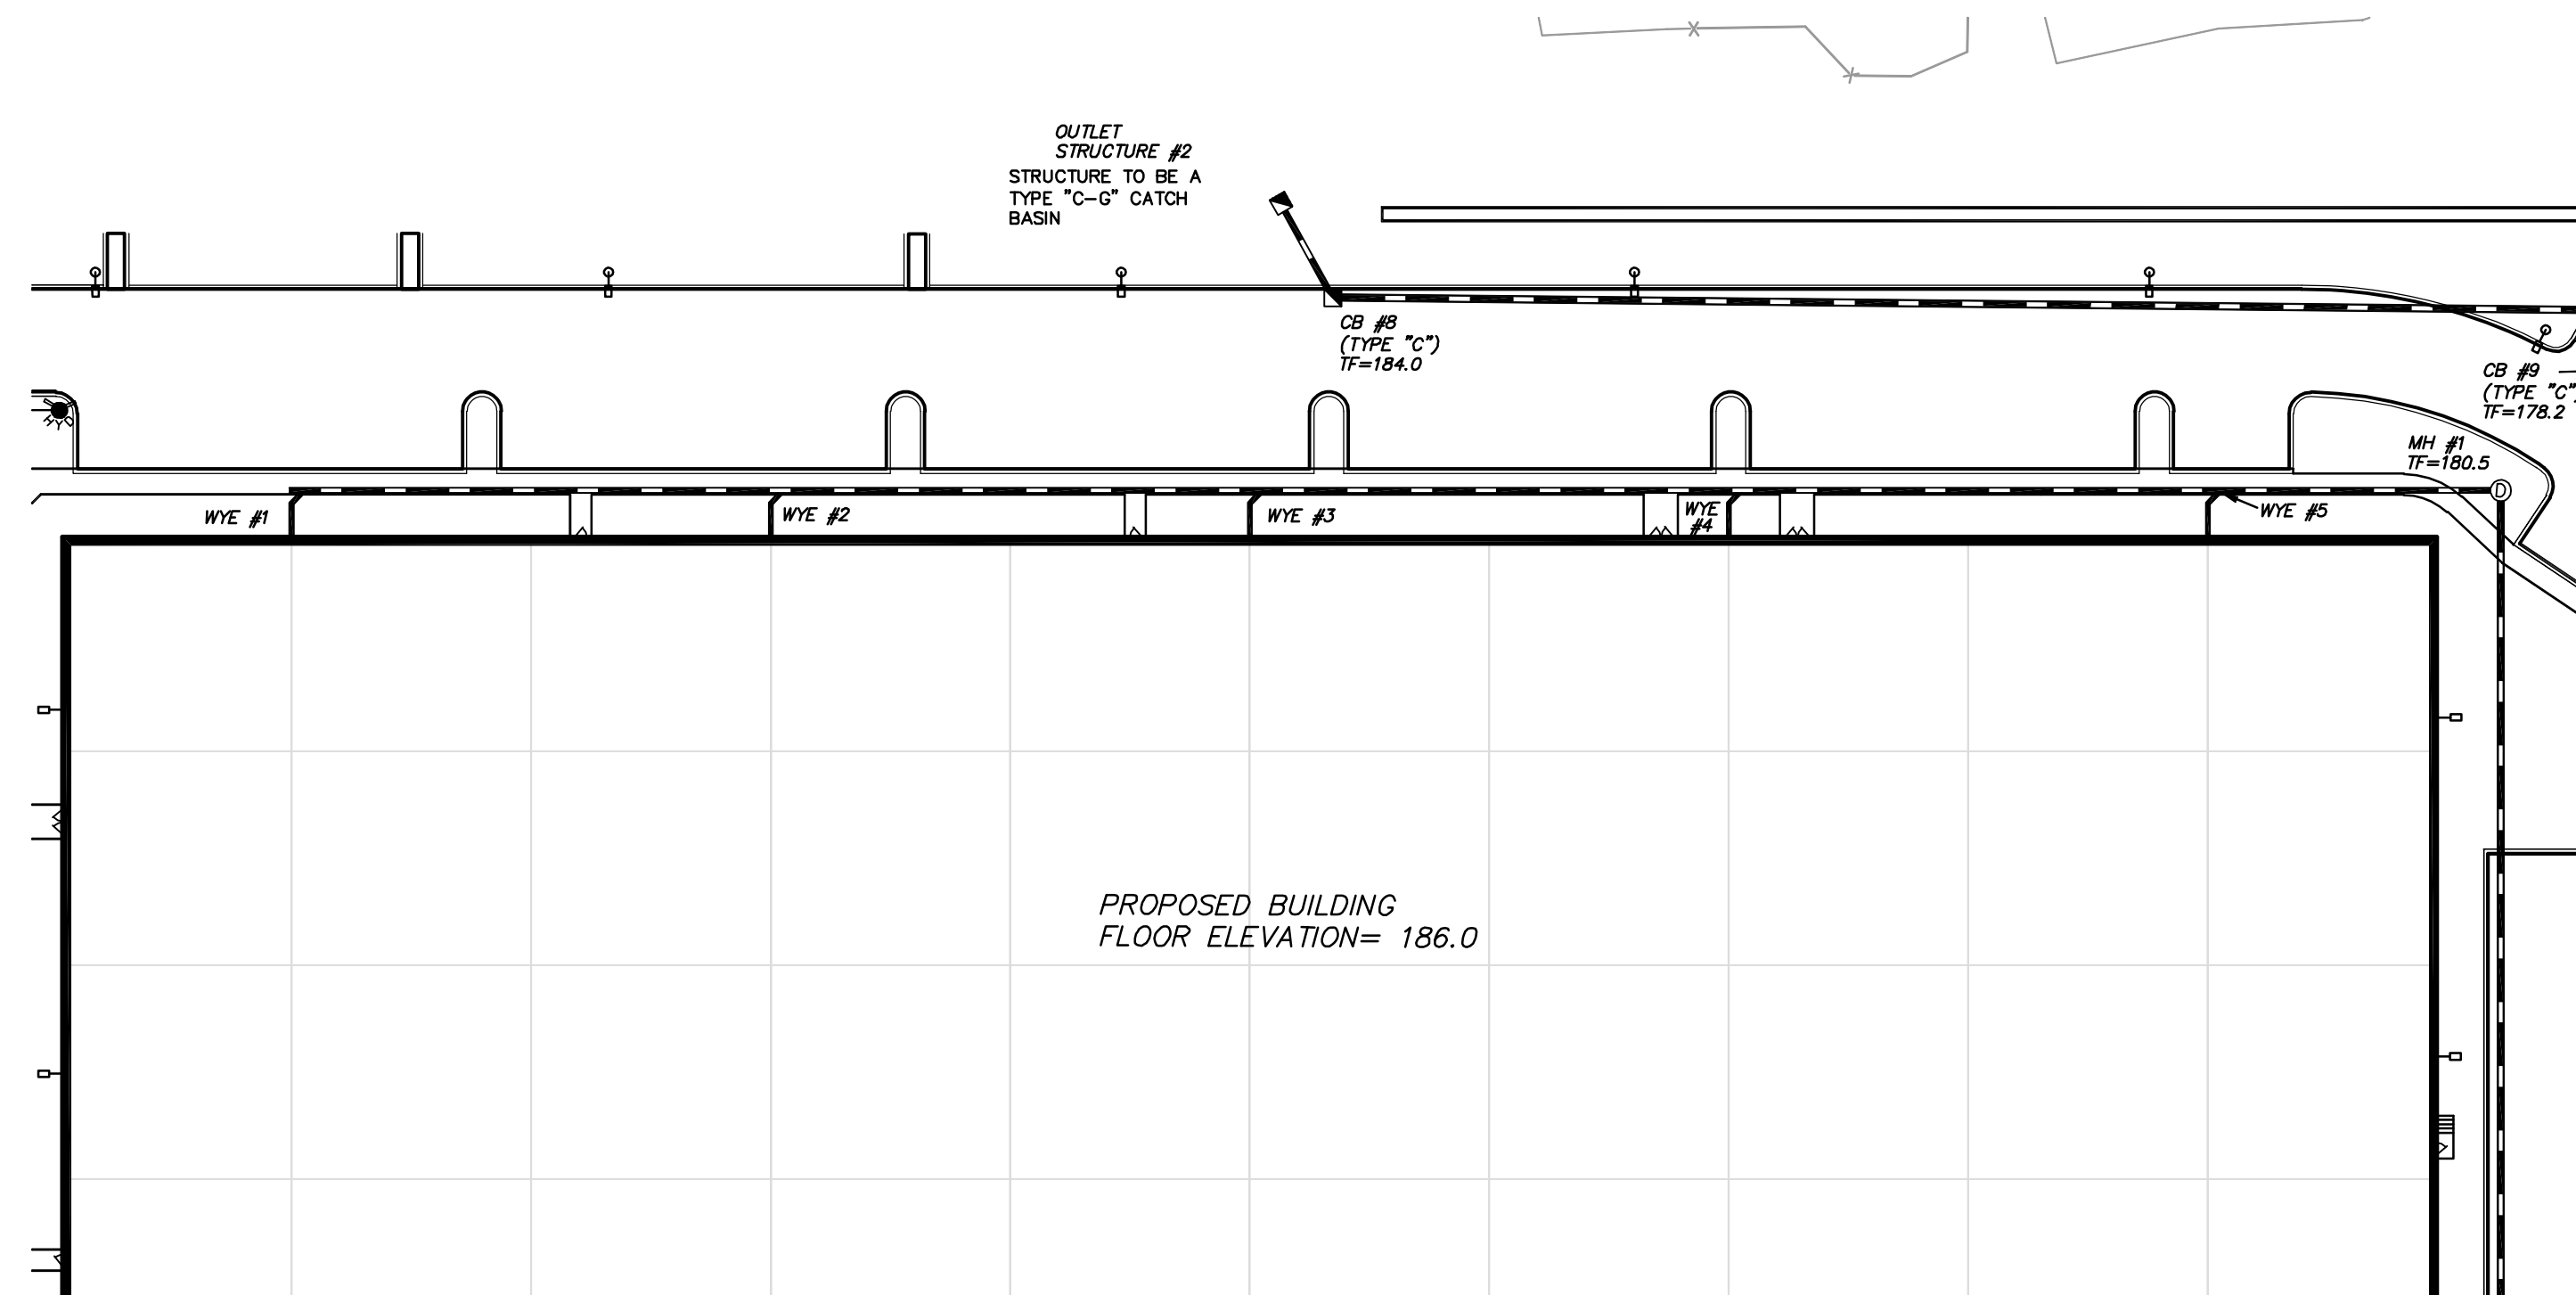 OUTLET
STRUCTURE #2
STRUCTURE TO BE A
TYPE "C-G" CATCH
BASIN
CB #8
(TYPE "C")
TF=184.0
CB #9
(TYPE "C"
TF=178.2
HYD
MH #1
TF=180.5
D
WYE #1
WYE #2
WYE #3
WYE
#4
WYE #5
PROPOSED BUILDING
FLOOR ELEVATION= 186.0